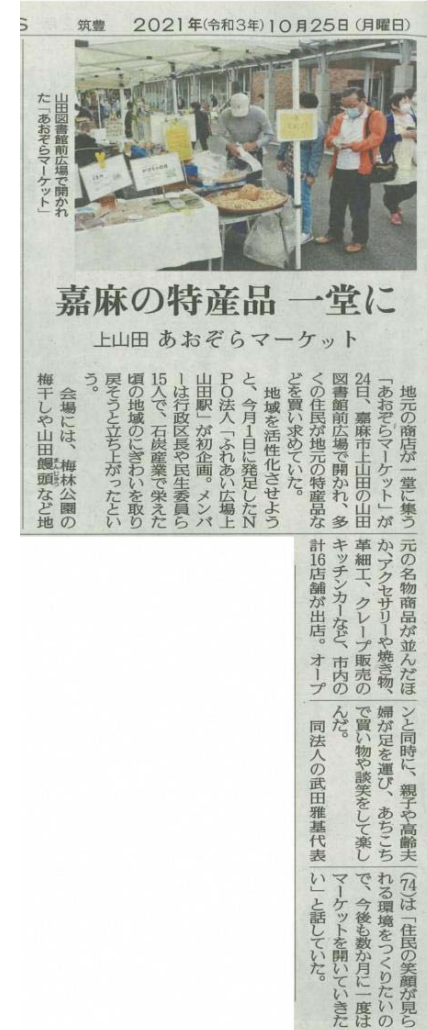 S 筑豊 2021年(令和3年)10月25日(月曜日)
山田図書館前広場で開かれ
た「あおぞらマーケット」
嘉麻の特産品 一堂に
上山田 あおぞらマーケット
地元の商店が一堂に集う
「あおぞらマーケット」が
24日、嘉麻市上山田の山田
図書館前広場で開かれ、多
くの住民が地元の特産品な
どを買い求めていた。
地域を活性化させよう
と、今月1日に発足したN
PO法人「ふれあい広場上
山田駅」が初企画。メンバ
ーは行政区長や民生委員ら
15人で、石炭産業で栄えた
頃の地域のにぎわいを取り
戻そうと立ち上がったとい
う。
会場には、梅林公園の
梅干しや山田饅頭など地
まんじゅう
元の名物商品が並んだほ
か、アクセサリーや焼き物、
革細工、クレープ販売の
キッチンカーなど、市内の
計16店舗が出店。オープ
ンと同時に、親子や高齢夫
婦が足を運び、あちこち
で買い物や談笑をして楽し
んだ。
同法人の武田雅基代表
(74)は「住民の笑顔が見ら
れる環境をつくりたいの
で、今後も数か月に一度は
マーケットを開いていきた
い」と話していた。